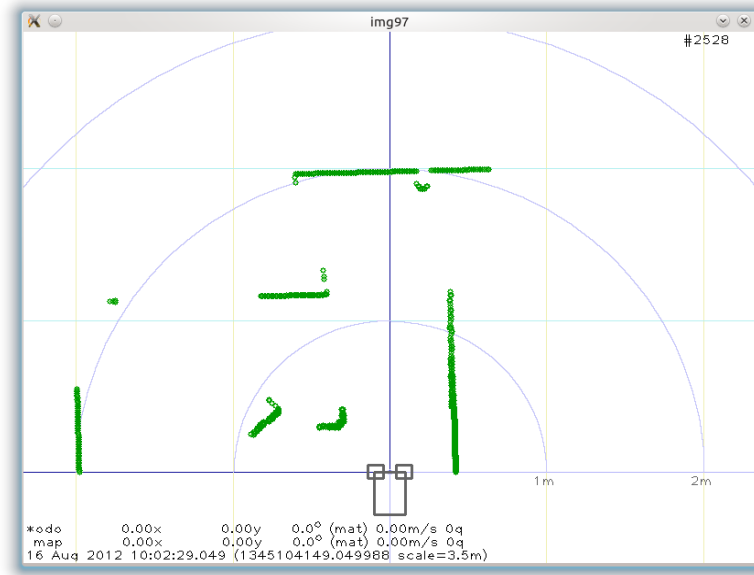 img97
#2528
1m 2m
*odo 0.00x 0.00y 0.0° (mat) 0.00m/s 0q
map 0.00x 0.00y 0.0° (mat) 0.00m/s 0q
16 Aug 2012 10:02:29.049 (1345104149.049988 scale=3.5m)